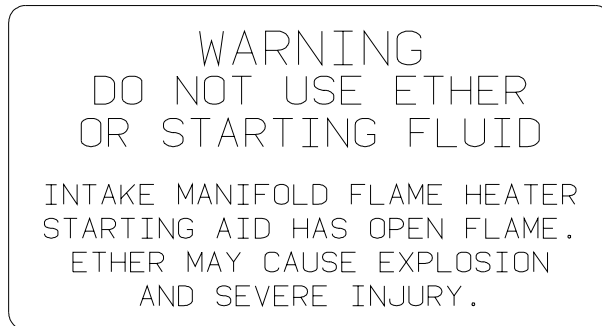 WARNING
DO NOT USE ETHER
OR STARTING FLUID
INTAKE MANIFOLD FLAME HEATER
STARTING AID HAS OPEN FLAME.
ETHER MAY CAUSE EXPLOSION
AND SEVERE INJURY.